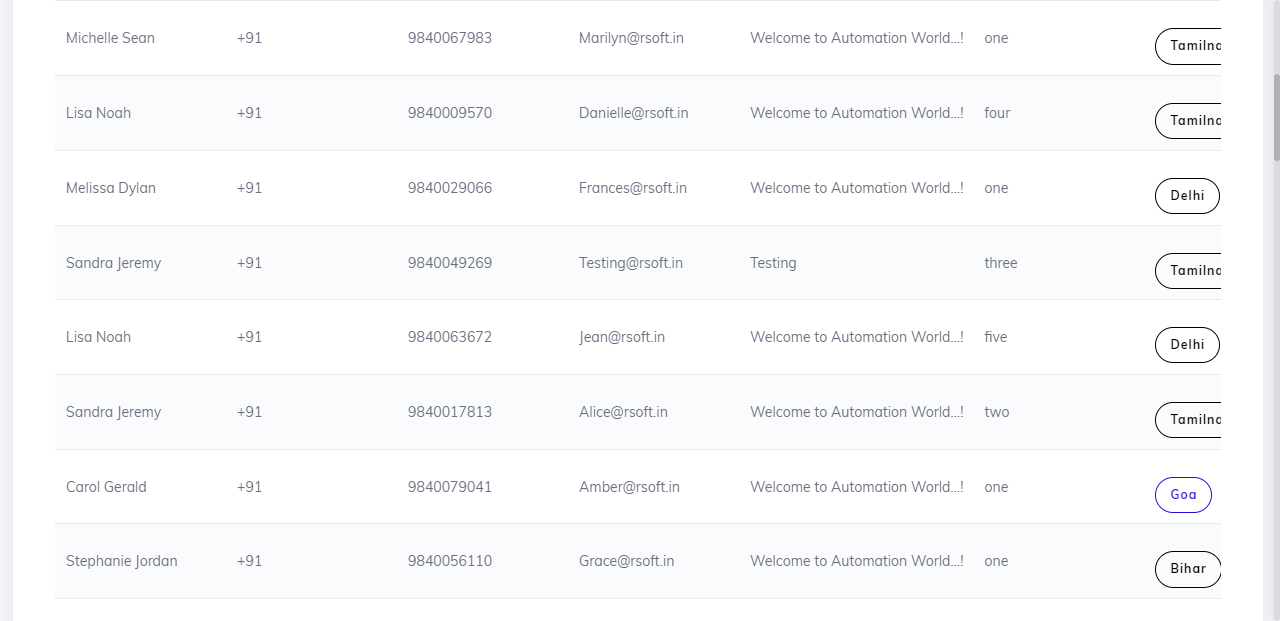 Michelle Sean +91 9840067983 Marilyn@rsoft.in Welcome to Automation World...! one Tamilna
Lisa Noah +91 9840009570 Danielle@rsoft.in Welcome to Automation World...! four Tamilna
Melissa Dylan +91 9840029066 Frances@rsoft.in Welcome to Automation World...! one Delhi
Sandra Jeremy +91 9840049269 Testing@rsoft.in Testing three Tamilna
Lisa Noah +91 9840063672 Jean@rsoft.in Welcome to Automation World...! five Delhi
Sandra Jeremy +91 9840017813 Alice@rsoft.in Welcome to Automation World...! two Tamilna
Carol Gerald +91 9840079041 Amber@rsoft.in Welcome to Automation World...! one Goa
Stephanie Jordan +91 9840056110 Grace@rsoft.in Welcome to Automation World...! one Bihar